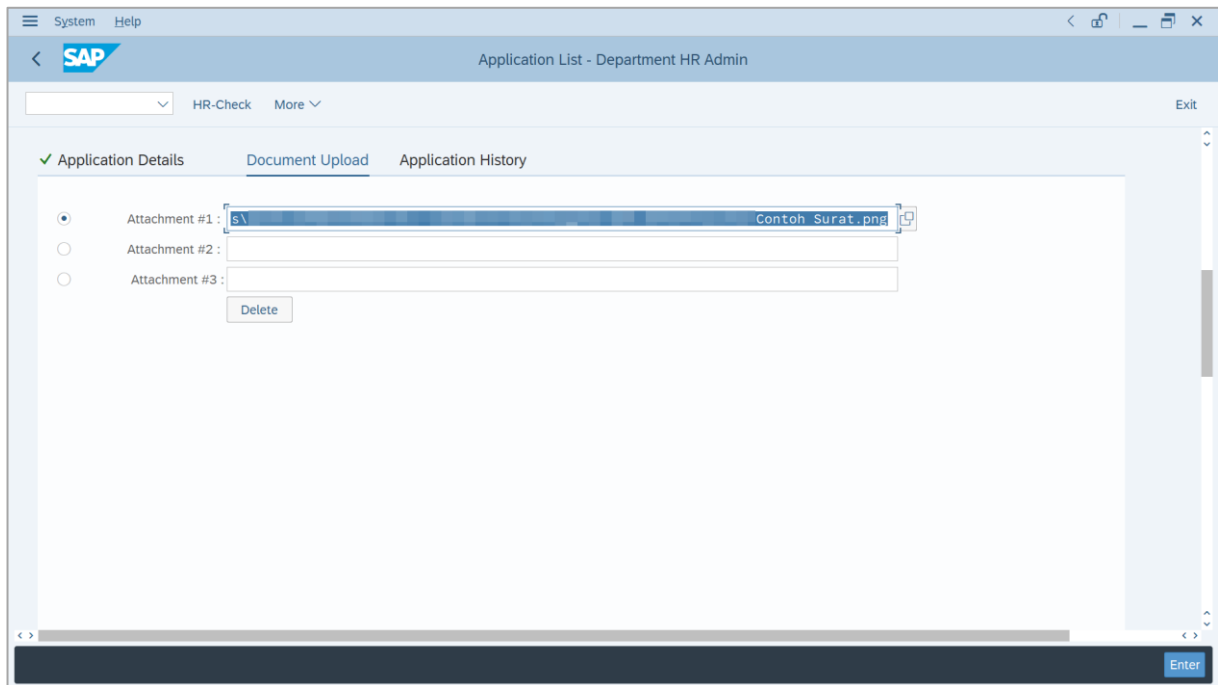 System Help
SAP Application List - Department HR Admin
HR-Check More Exit
Application Details Document Upload Application History
Attachment #1 : s\ Contoh Surat.png
Attachment #2 :
Attachment #3 :
Delete
Enter